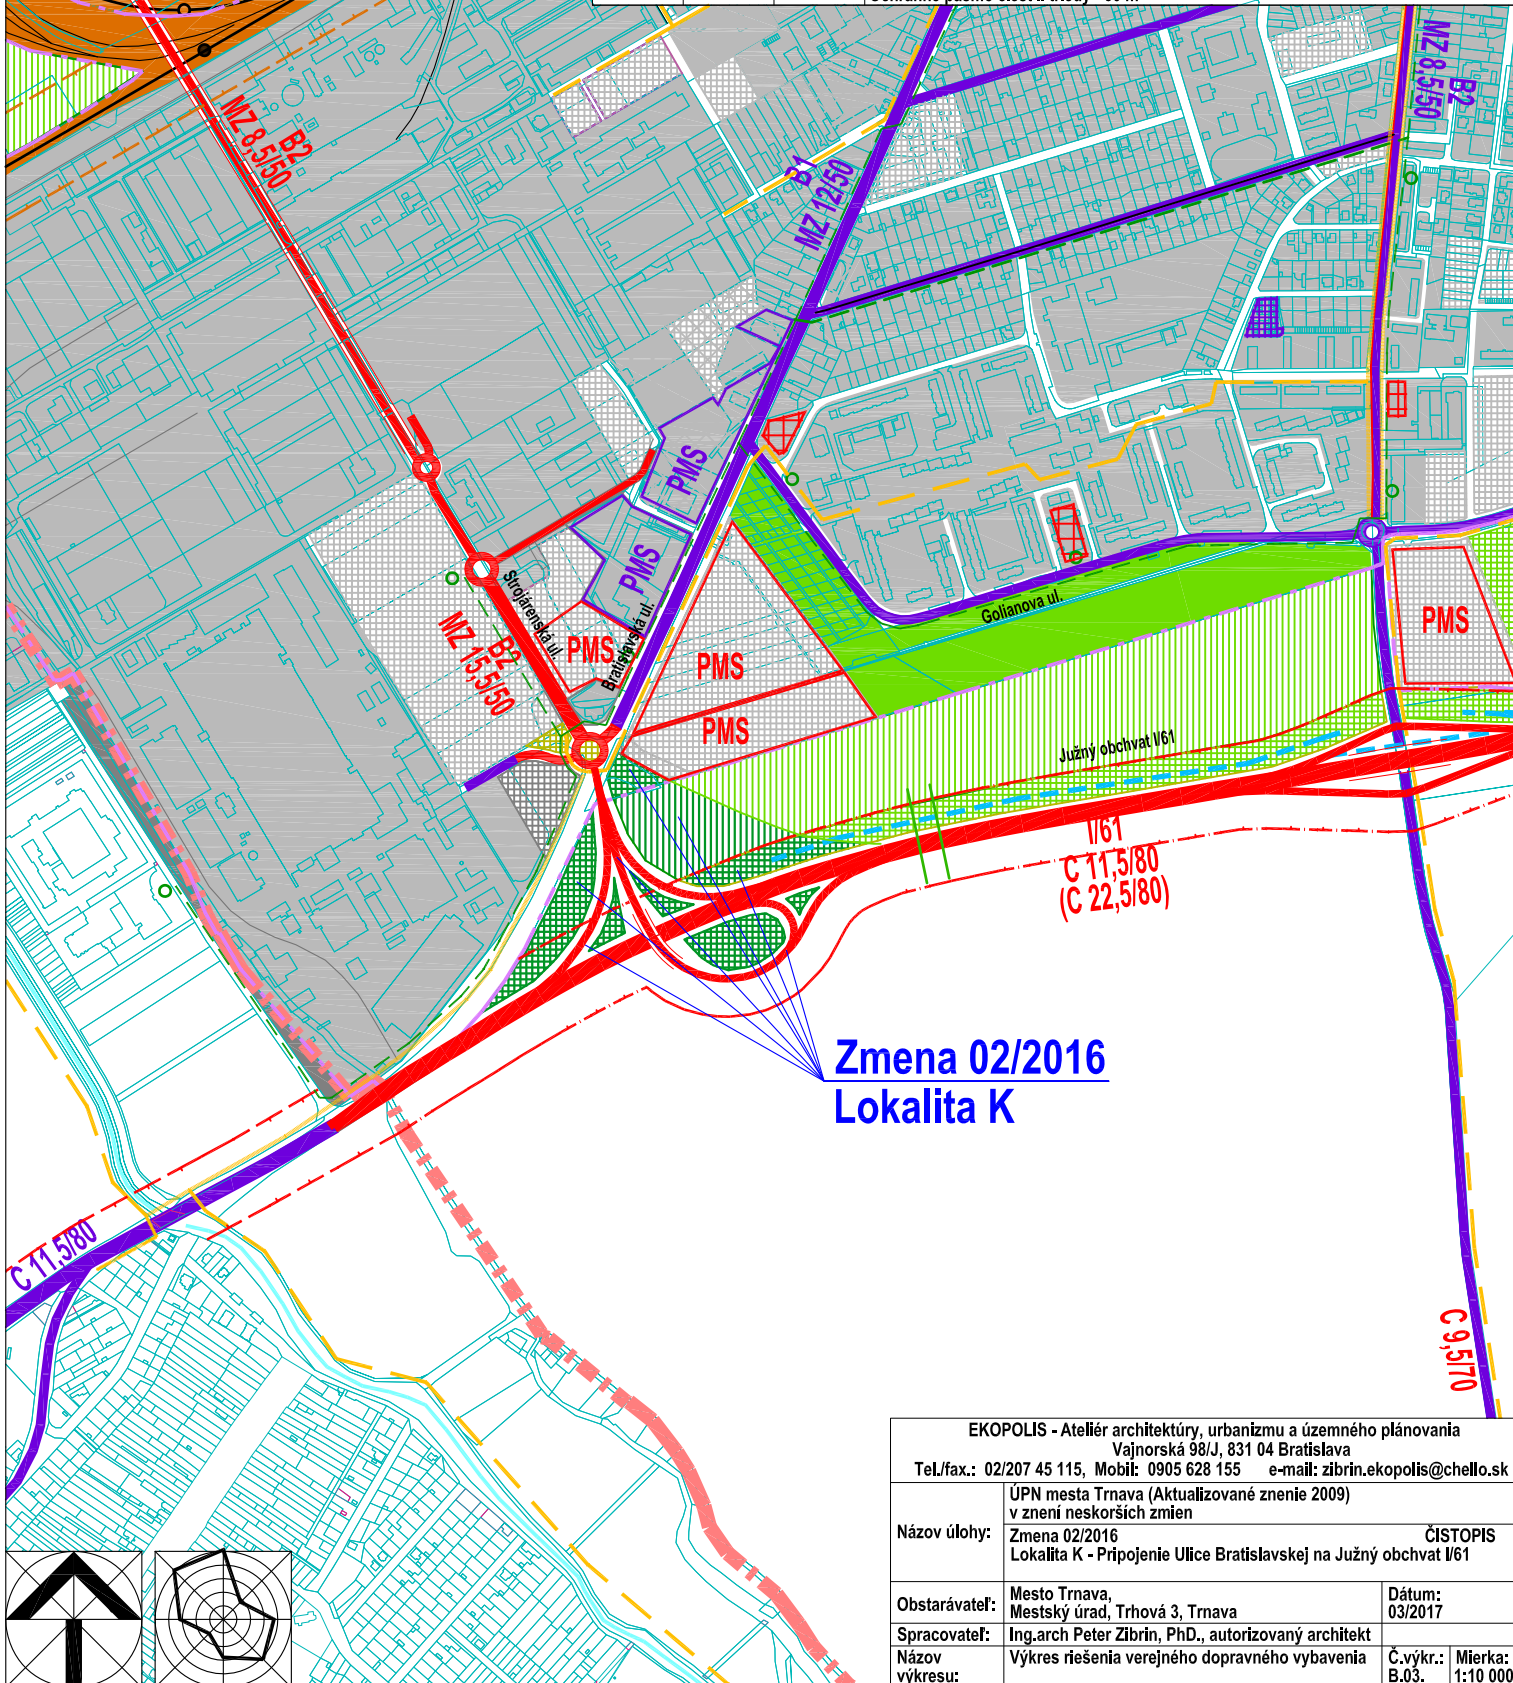 B2
MZ 8,5/50
B1
MZ 12/50
B2
MZ 8,5/50
PMS
PMS
Strojárenská ul.
B2
MZ 15,5/50
PMS
Bratislavská ul.
PMS
PMS
Golianova ul.
PMS
Južný obchvat I/61
I/61
C 11,5/80
(C 22,5/80)
Zmena 02/2016
Lokalita K
C 11,5/80
C 9,5/70
EKOPOLIS - Ateliér architektúry, urbanizmu a územného plánovania
Vajnorská 98/J, 831 04 Bratislava
Tel./fax.: 02/207 45 115, Mobil: 0905 628 155 e-mail: zibrin.ekopolis@chello.sk
Názov úlohy:
ÚPN mesta Trnava (Aktualizované znenie 2009)
v znení neskorších zmien
Zmena 02/2016 ČISTOPIS
Lokalita K - Pripojenie Ulice Bratislavskej na Južný obchvat I/61
Obstarávateľ:
Mesto Trnava,
Mestský úrad, Trhová 3, Trnava
Dátum:
03/2017
Spracovateľ: Ing.arch Peter Zibrin, PhD., autorizovaný architekt
Názov
výkresu:
Výkres riešenia verejného dopravného vybavenia
Č.výkr.:
B.03.
Mierka:
1:10 000